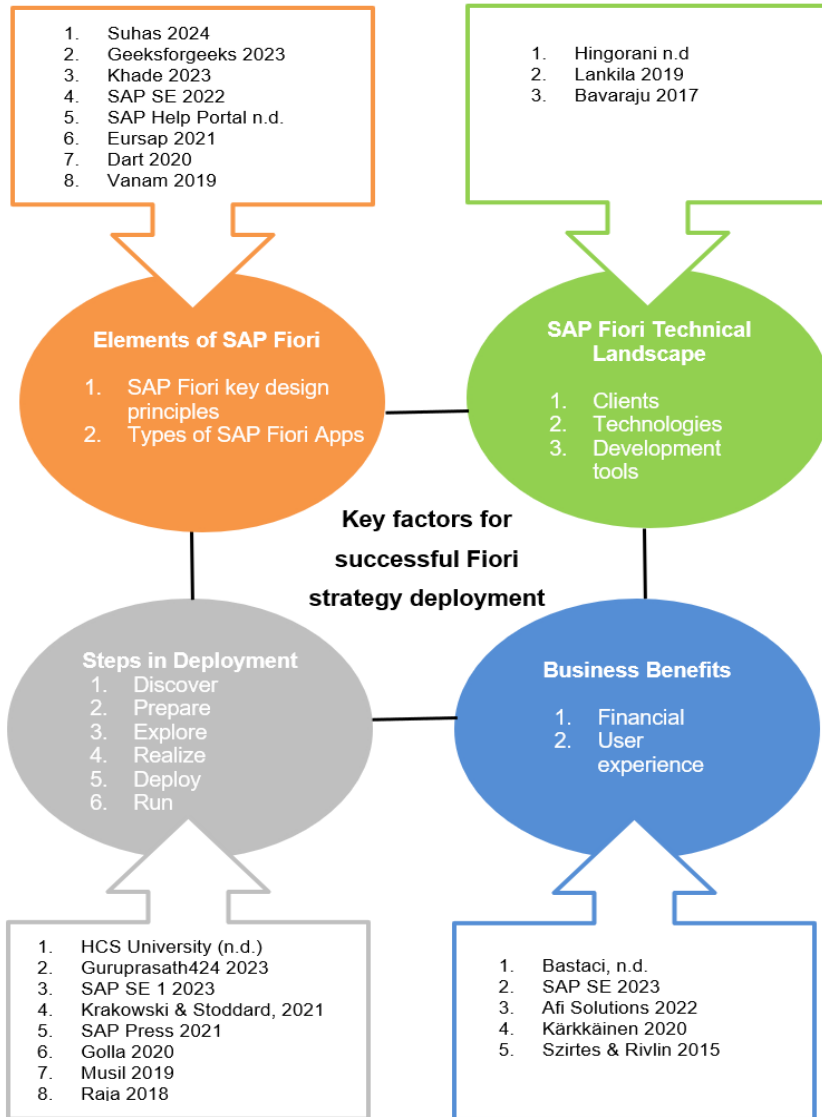 1. Suhas 2024
2. Geeksforgeeks 2023
3. Khade 2023
4. SAP SE 2022
5. SAP Help Portal n.d.
6. Eursap 2021
7. Dart 2020
8. Vanam 2019
1. Hingorani n.d
2. Lankila 2019
3. Bavaraju 2017
Elements of SAP Fiori
1. SAP Fiori key design
principles
2. Types of SAP Fiori Apps
SAP Fiori Technical
Landscape
1. Clients
2. Technologies
3. Development
tools
Key factors for
successful Fiori
strategy deployment
Steps in Deployment
1. Discover
2. Prepare
3. Explore
4. Realize
5. Deploy
6. Run
Business Benefits
1. Financial
2. User
experience
1. HCS University (n.d.)
2. Guruprasath424 2023
3. SAP SE 1 2023
4. Krakowski & Stoddard, 2021
5. SAP Press 2021
6. Golla 2020
7. Musil 2019
8. Raja 2018
1. Bastaci, n.d.
2. SAP SE 2023
3. Afi Solutions 2022
4. Kärkkäinen 2020
5. Szirtes & Rivlin 2015